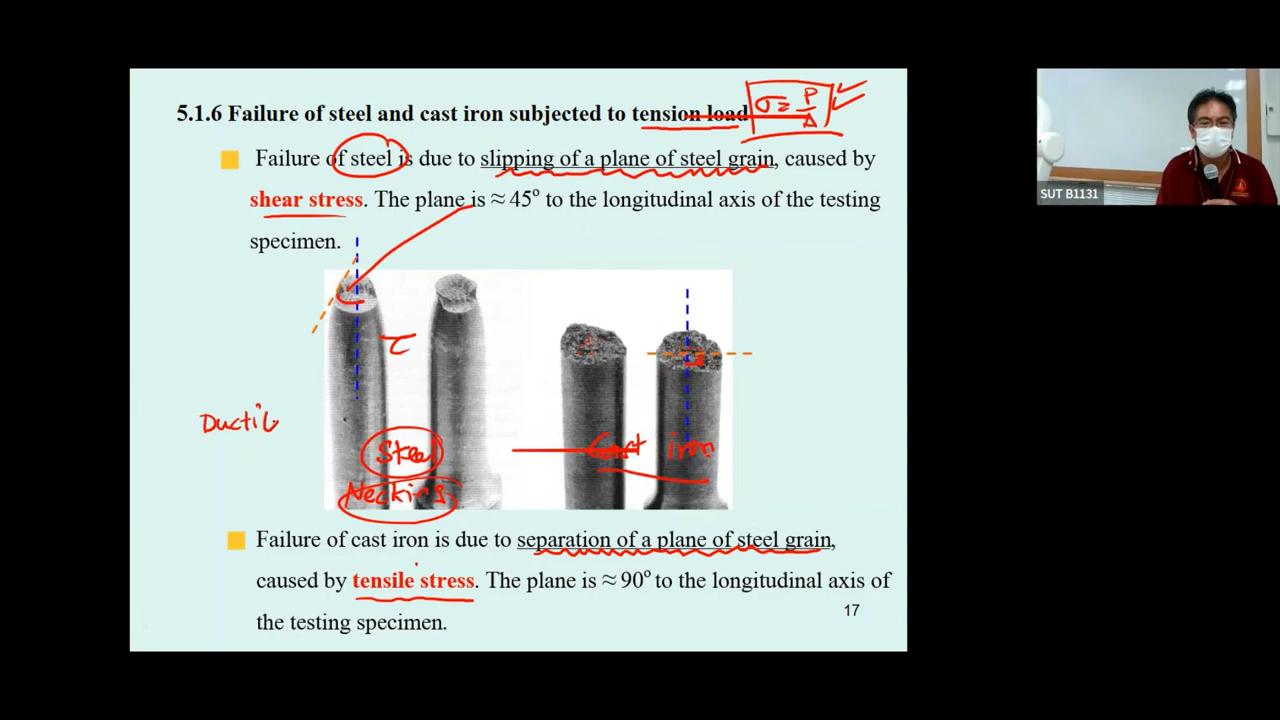 5.1.6 Failure of steel and cast iron subjected to tension load σ = P/A
Failure of steel is due to slipping of a plane of steel grain, caused by
shear stress. The plane is ≈ 45° to the longitudinal axis of the testing
specimen.
τ
Ductil
Steel
Cast iron
Necking
Failure of cast iron is due to separation of a plane of steel grain,
caused by tensile stress. The plane is ≈ 90° to the longitudinal axis of
the testing specimen.
17
SUT B1131